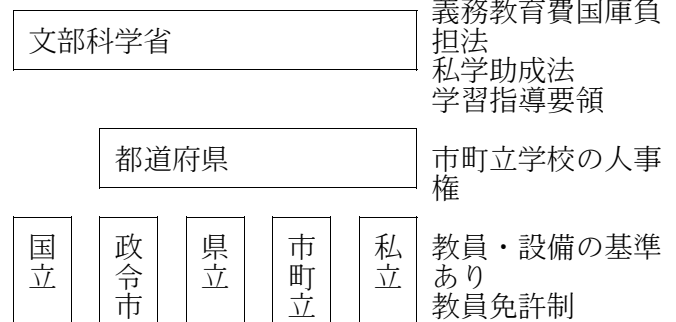 文部科学省
義務教育費国庫負
担法
私学助成法
学習指導要領
都道府県
市町立学校の人事
権
国立
政令市
県立
市町立
私立
教員・設備の基準
あり
教員免許制